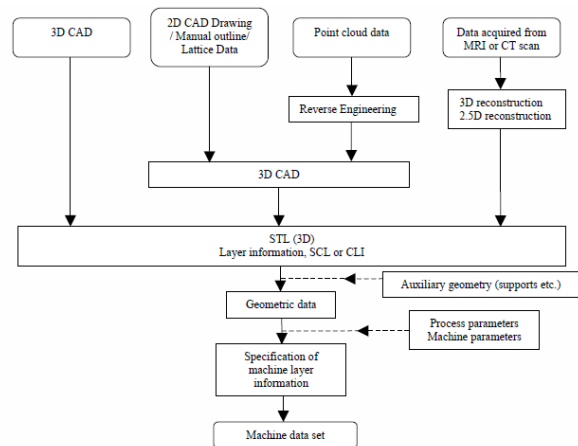 3D CAD
2D CAD Drawing
/ Manual outline/
Lattice Data
Point cloud data
Data acquired from
MRI or CT scan
Reverse Engineering
3D reconstruction
2.5D reconstruction
3D CAD
STL (3D)
Layer information, SCL or CLI
Auxiliary geometry (supports etc.)
Geometric data
Process parameters
Machine parameters
Specification of
machine layer
information
Machine data set